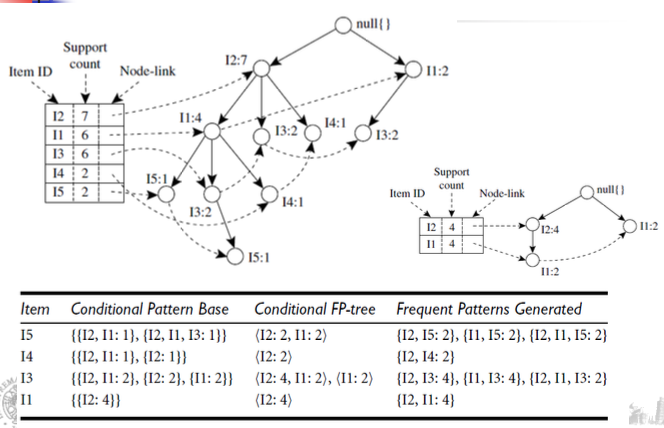 null{}
Support
count
Item ID
Node-link
I2:7
I1:2
I2 7
I1 6
I3 6
I4 2
I5 2
I1:4
I3:2
I4:1
I3:2
I5:1
I3:2
I4:1
I5:1
Support
count
Item ID
Node-link
null{}
I2 4
I1 4
I2:4
I1:2
I1:2
Item Conditional Pattern Base Conditional FP-tree Frequent Patterns Generated
I5 {{I2, I1: 1}, {I2, I1, I3: 1}} ⟨I2: 2, I1: 2⟩ {I2, I5: 2}, {I1, I5: 2}, {I2, I1, I5: 2}
I4 {{I2, I1: 1}, {I2: 1}} ⟨I2: 2⟩ {I2, I4: 2}
I3 {{I2, I1: 2}, {I2: 2}, {I1: 2}} ⟨I2: 4, I1: 2⟩, ⟨I1: 2⟩ {I2, I3: 4}, {I1, I3: 4}, {I2, I1, I3: 2}
I1 {{I2: 4}} ⟨I2: 4⟩ {I2, I1: 4}